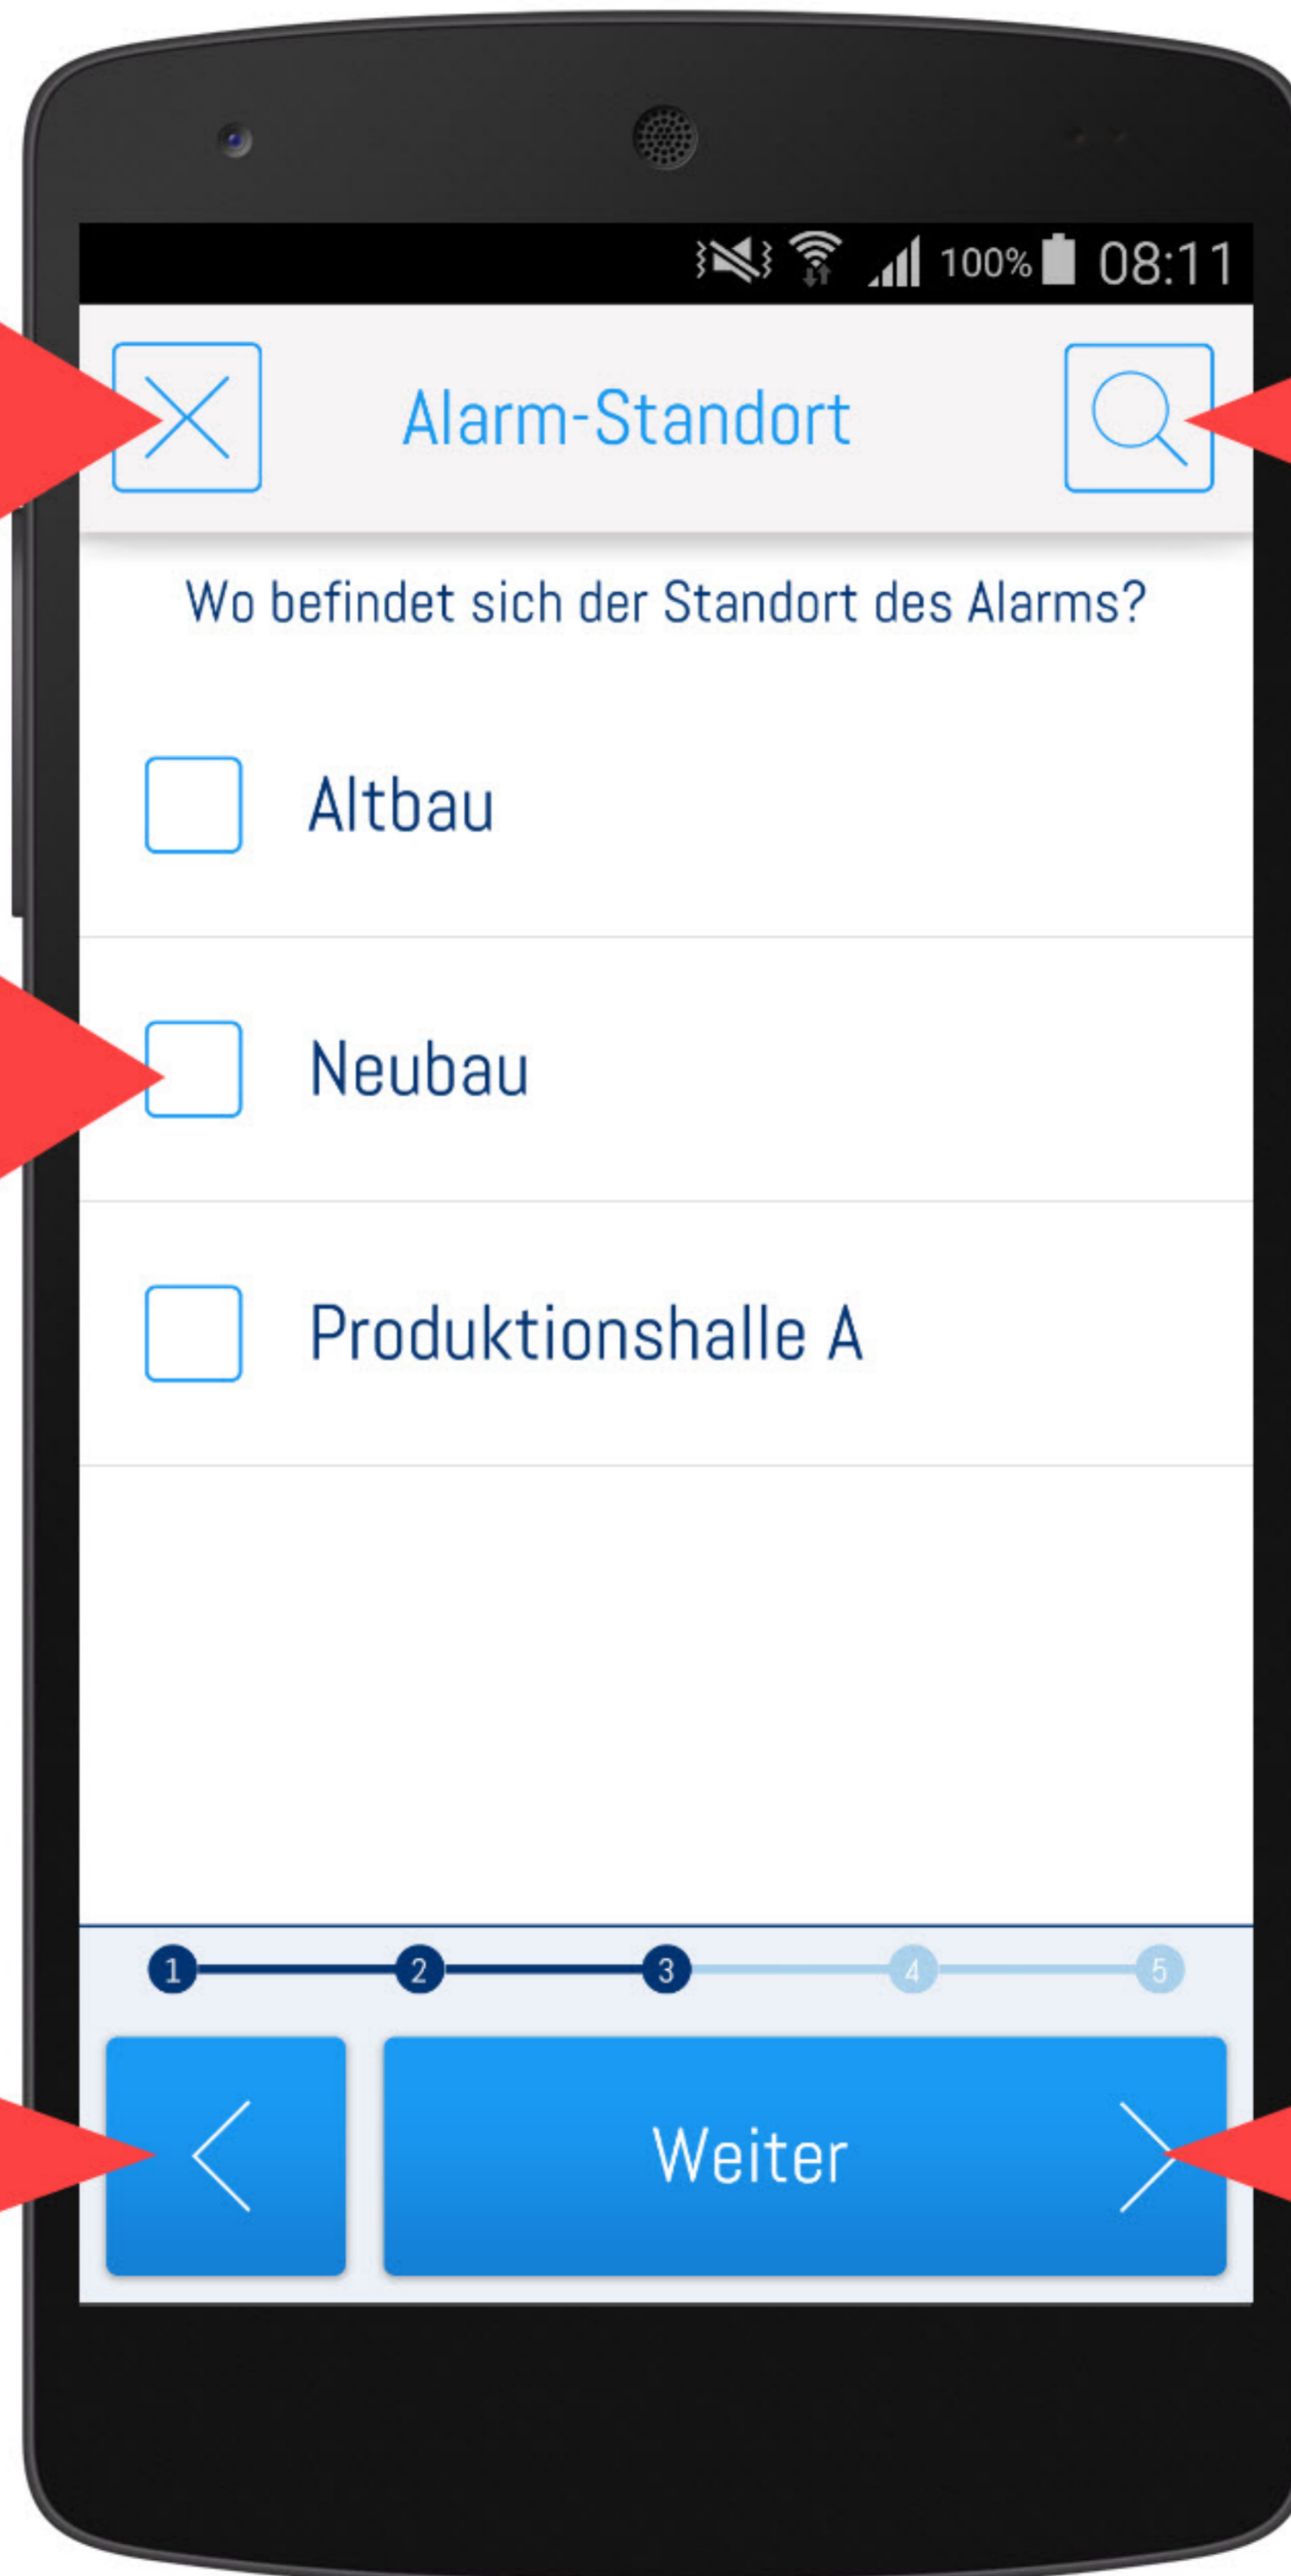 100% 08:11
Alarm-Standort
Wo befindet sich der Standort des Alarms?
Altbau
Neubau
Produktionshalle A
1 2 3 4 5
Weiter